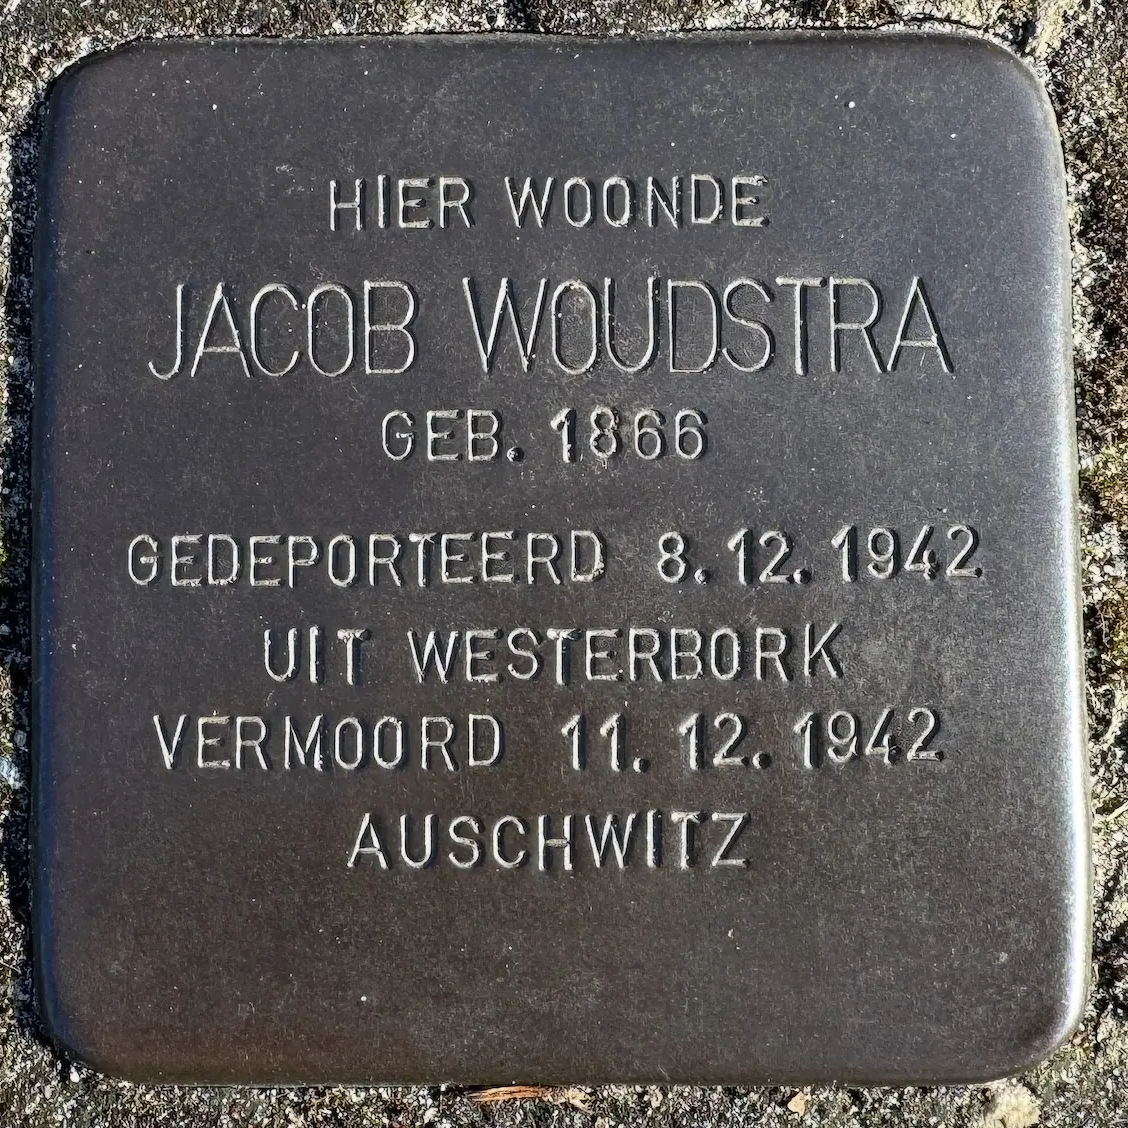 HIER WOONDE
JACOB WOUDSTRA
GEB. 1866
GEDEPORTEERD 8.12.1942
UIT WESTERBORK
VERMOORD 11.12.1942
AUSCHWITZ